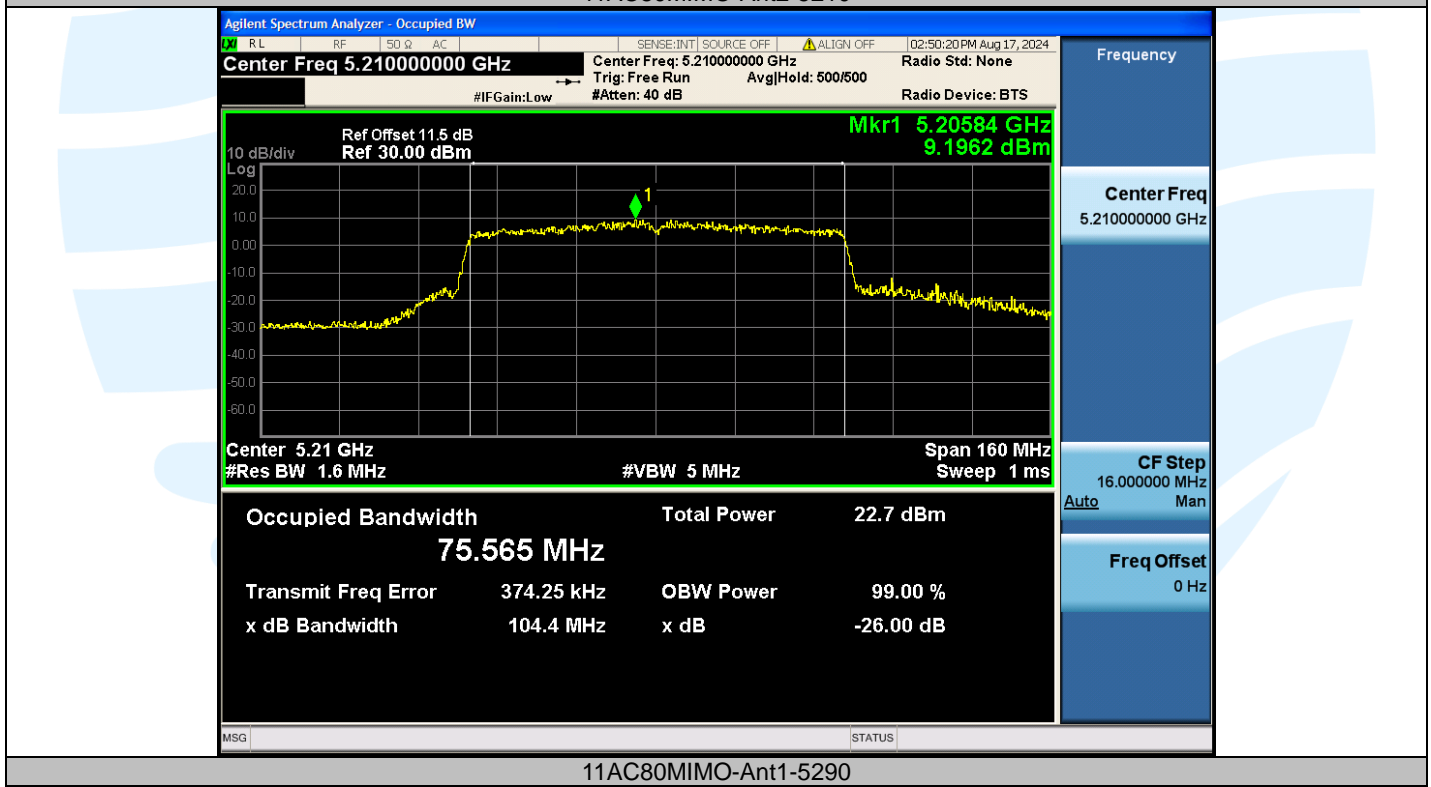 Agilent Spectrum Analyzer - Occupied BW
LXI RL RF 50 Ω AC SENSE:INT SOURCE OFF ALIGN OFF 02:50:20 PM Aug 17, 2024
Center Freq 5.210000000 GHz
Center Freq: 5.210000000 GHz
Radio Std: None
Trig: Free Run Avg|Hold: 500/500
#IFGain:Low
#Atten: 40 dB
Radio Device: BTS
Frequency
Ref Offset 11.5 dB
Ref 30.00 dBm
10 dB/div
Log
Mkr1 5.20584 GHz
9.1962 dBm
1
20.0
10.0
0.00
-10.0
-20.0
-30.0
-40.0
-50.0
-60.0
Center 5.21 GHz
Span 160 MHz
#Res BW 1.6 MHz
#VBW 5 MHz
Sweep 1 ms
Center Freq
5.210000000 GHz
CF Step
16.000000 MHz
Auto Man
Freq Offset
0 Hz
Occupied Bandwidth
75.565 MHz
Total Power 22.7 dBm
Transmit Freq Error 374.25 kHz
OBW Power 99.00 %
x dB Bandwidth 104.4 MHz
x dB -26.00 dB
MSG
STATUS
11AC80MIMO-Ant1-5290